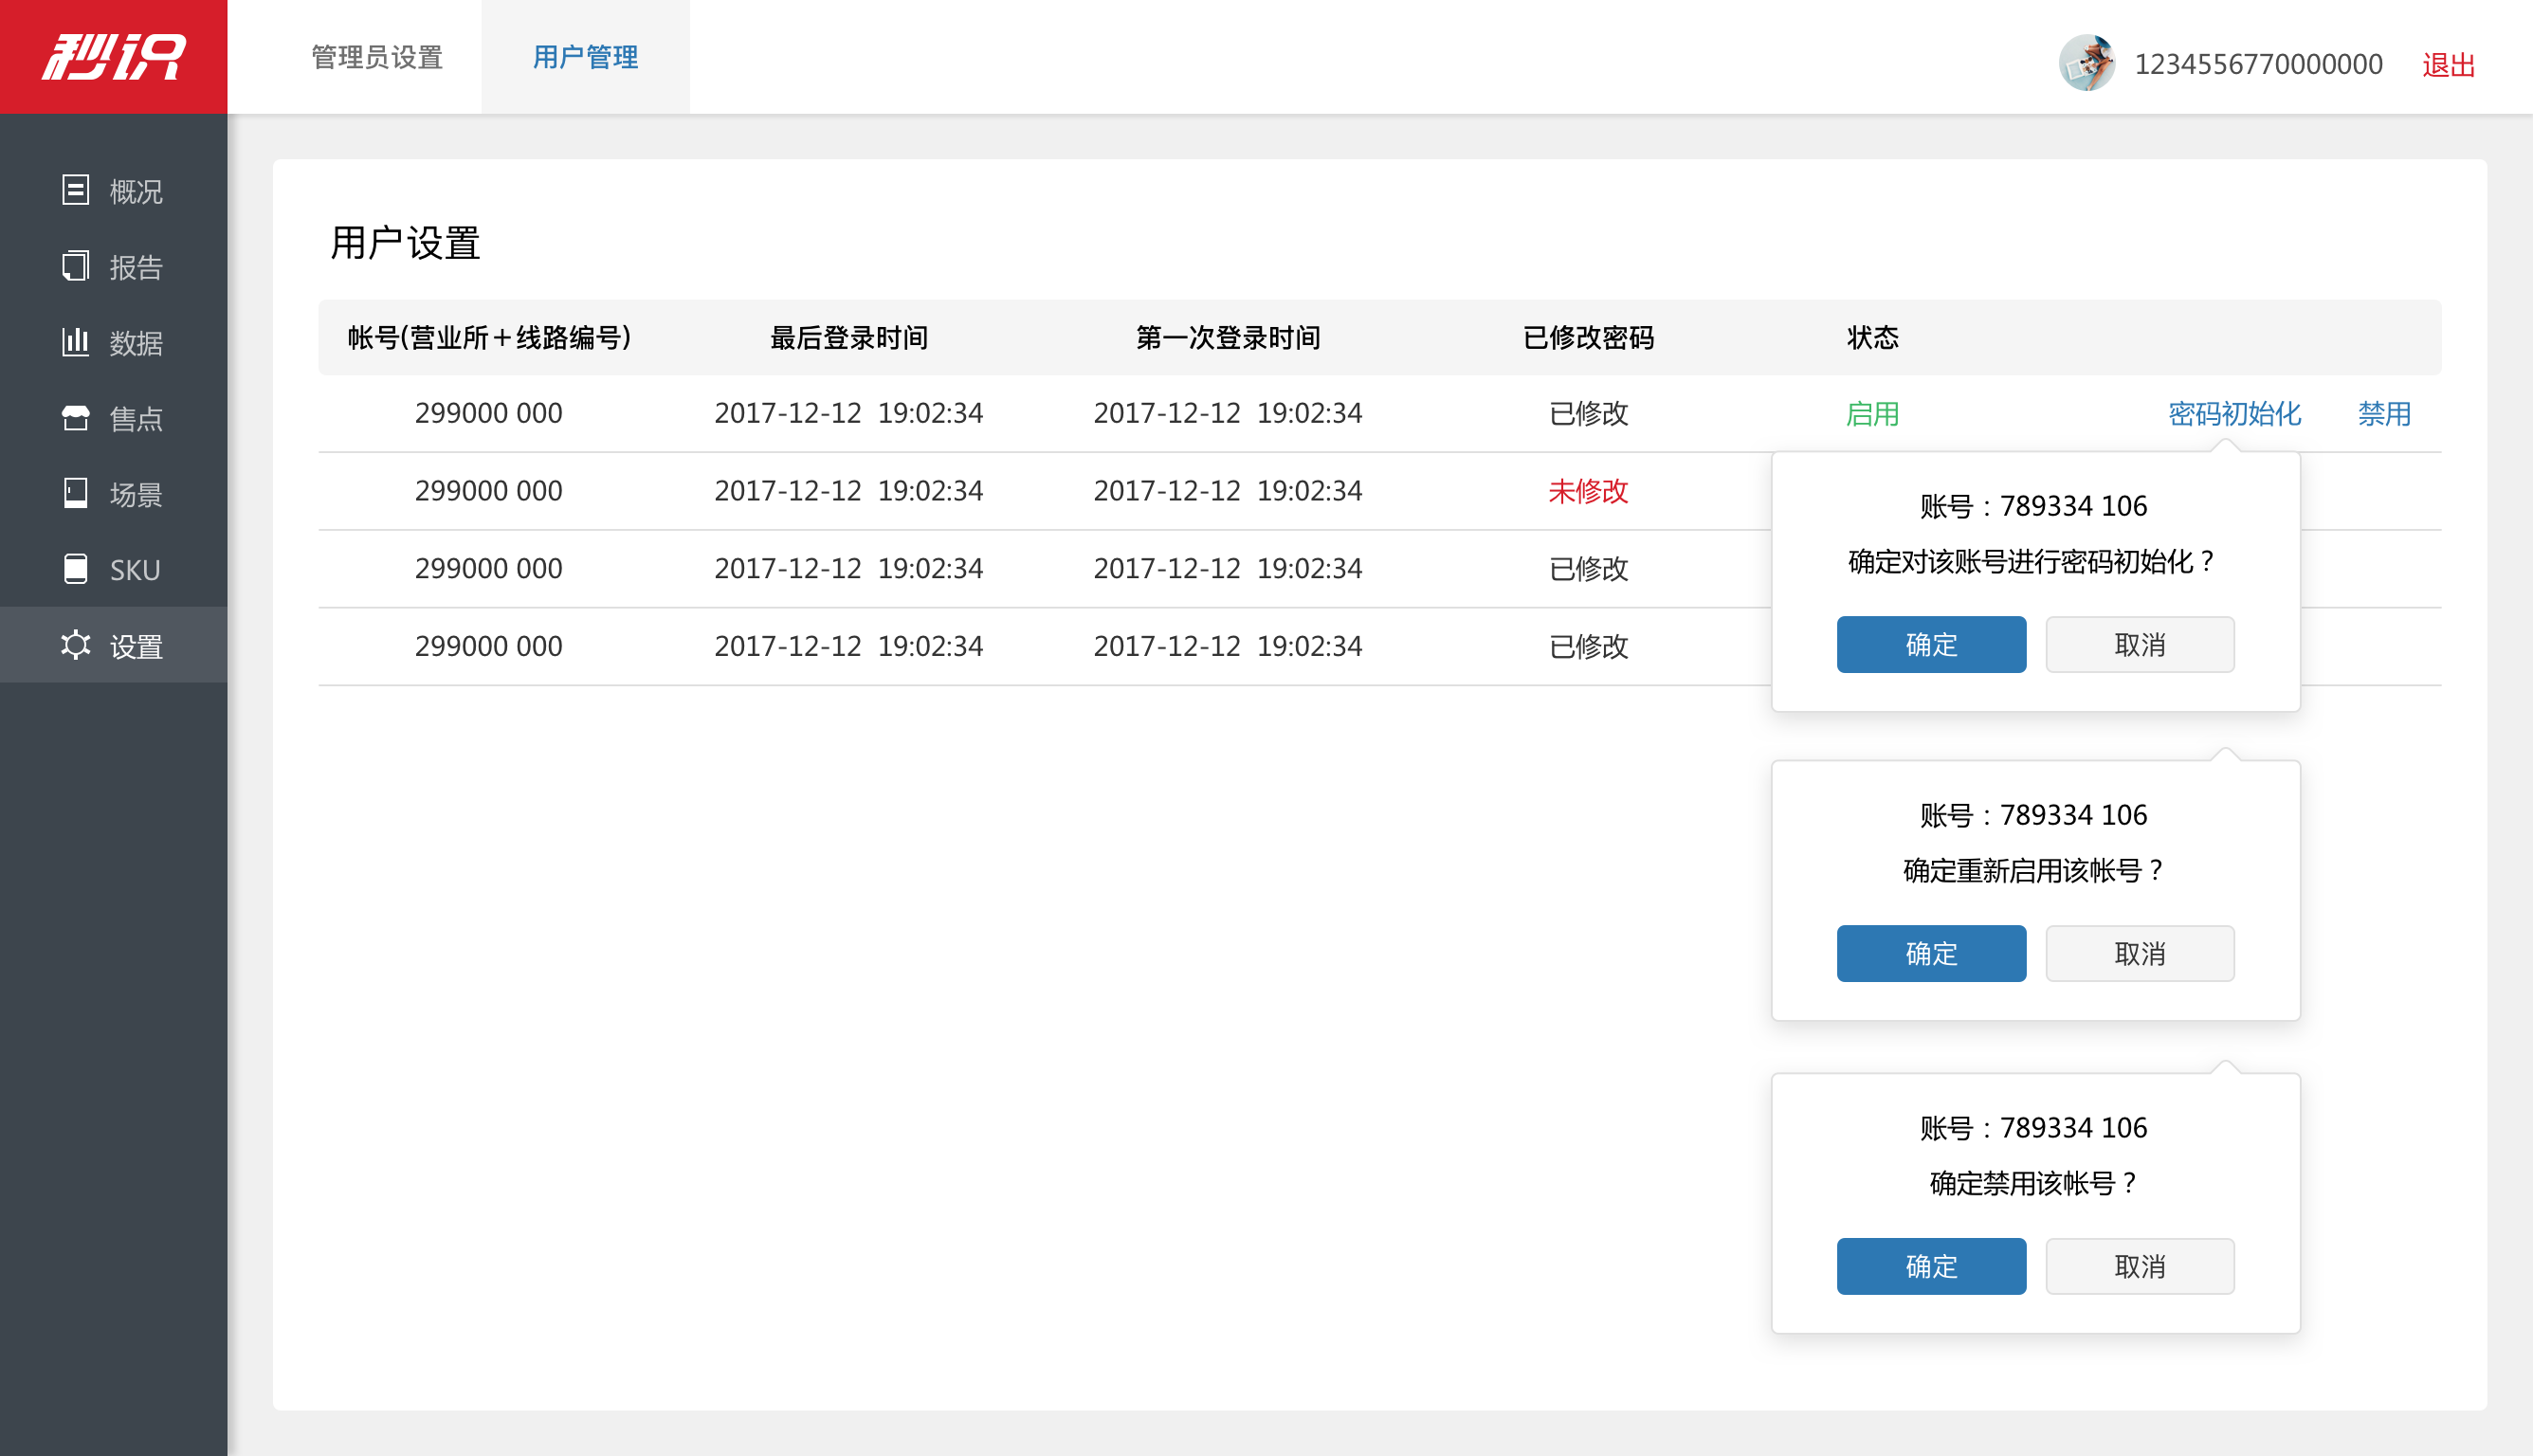 秒识
管理员设置
用户管理
1234556770000000
退出
概况
报告
数据
售点
场景
SKU
设置
用户设置
帐号(营业所＋线路编号) 最后登录时间 第一次登录时间 已修改密码 状态
299000 000 2017-12-12 19:02:34 2017-12-12 19:02:34 已修改 启用 密码初始化 禁用
299000 000 2017-12-12 19:02:34 2017-12-12 19:02:34 未修改
299000 000 2017-12-12 19:02:34 2017-12-12 19:02:34 已修改
299000 000 2017-12-12 19:02:34 2017-12-12 19:02:34 已修改
账号：789334 106
确定对该账号进行密码初始化？
确定 取消
账号：789334 106
确定重新启用该帐号？
确定 取消
账号：789334 106
确定禁用该帐号？
确定 取消